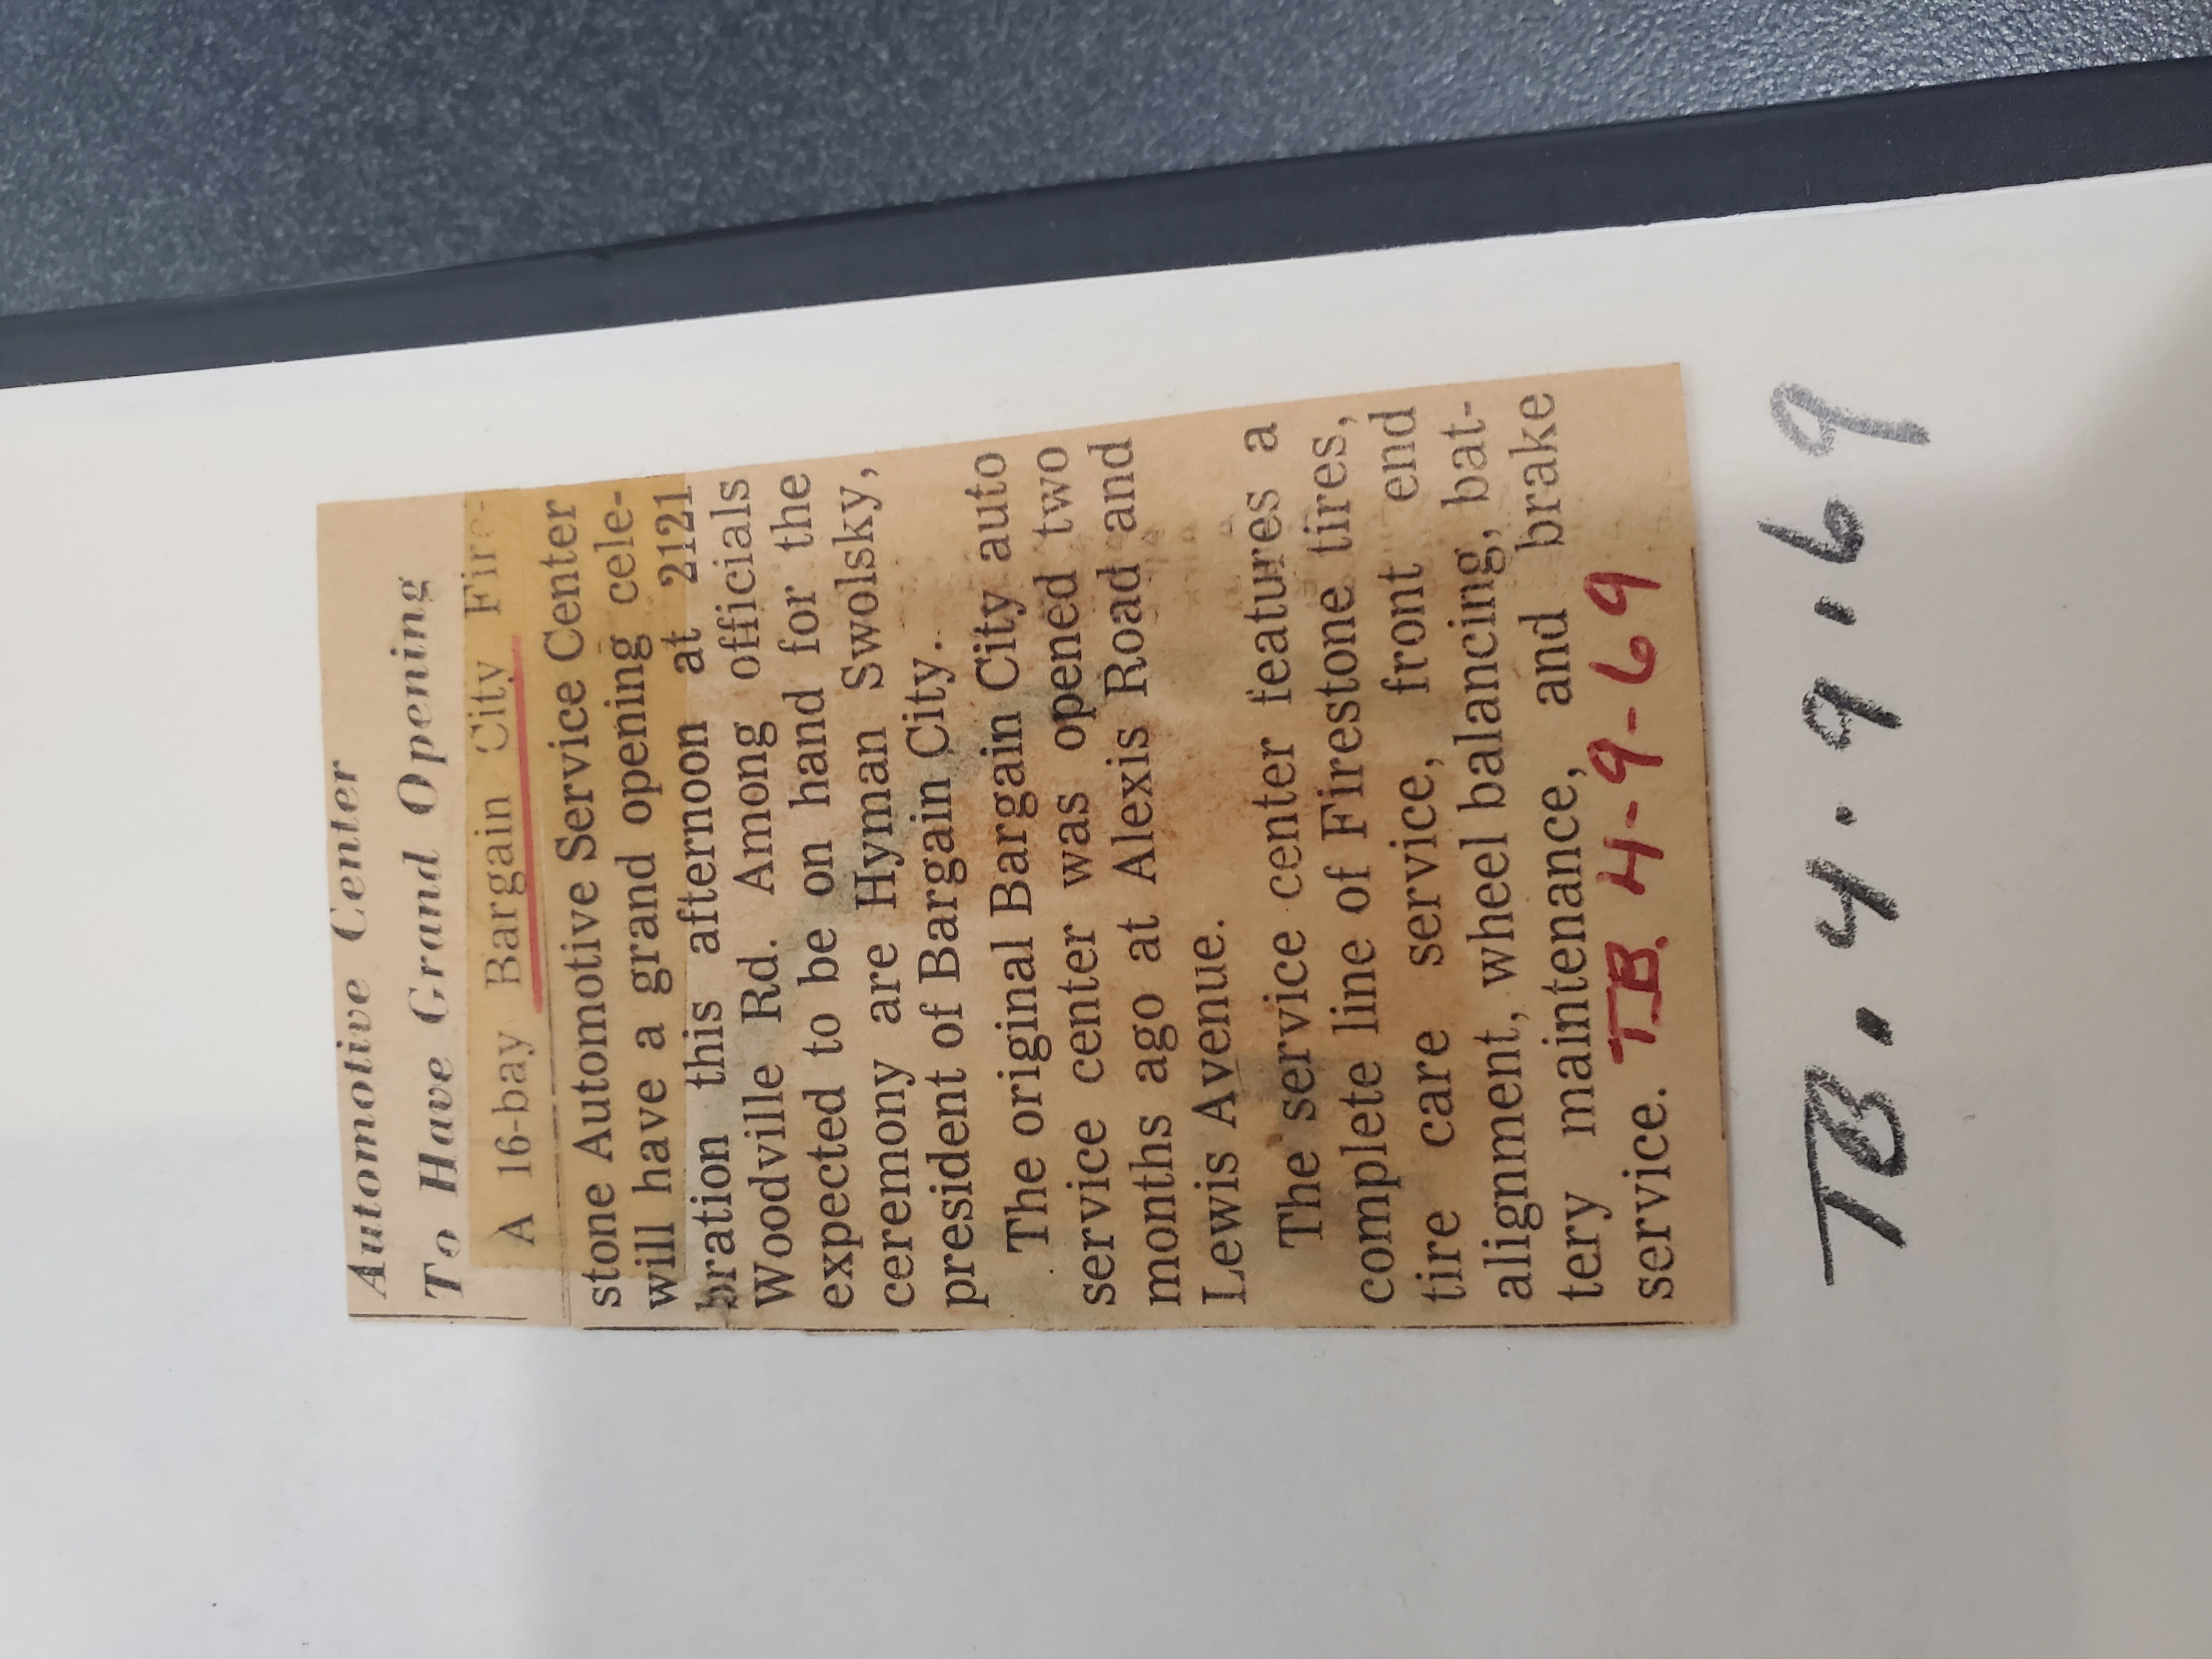 Automotive Center
To Have Grand Opening
A 16-bay Bargain City Fire-
stone Automotive Service Center
will have a grand opening cele-
bration this afternoon at 2121
Woodville Rd. Among officials
expected to be on hand for the
ceremony are Hyman Swolsky,
president of Bargain City.
The original Bargain City auto
service center was opened two
months ago at Alexis Road and
Lewis Avenue.
The service center features a
complete line of Firestone tires,
tire care service, front end
alignment, wheel balancing, bat-
tery maintenance, and brake
service. T.B. 4-9-69
TB. 4.9.69